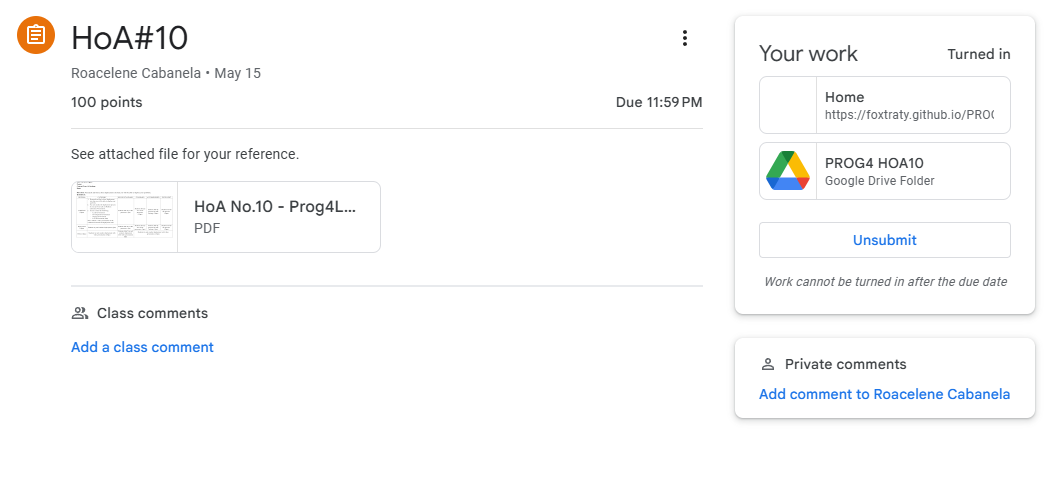 HoA#10
Roacelene Cabanela • May 15
100 points
Due 11:59 PM
See attached file for your reference.
HoA No.10 - Prog4L...
PDF
Class comments
Add a class comment
Your work
Turned in
Home
https://foxtraty.github.io/PROG
PROG4 HOA10
Google Drive Folder
Unsubmit
Work cannot be turned in after the due date
Private comments
Add comment to Roacelene Cabanela